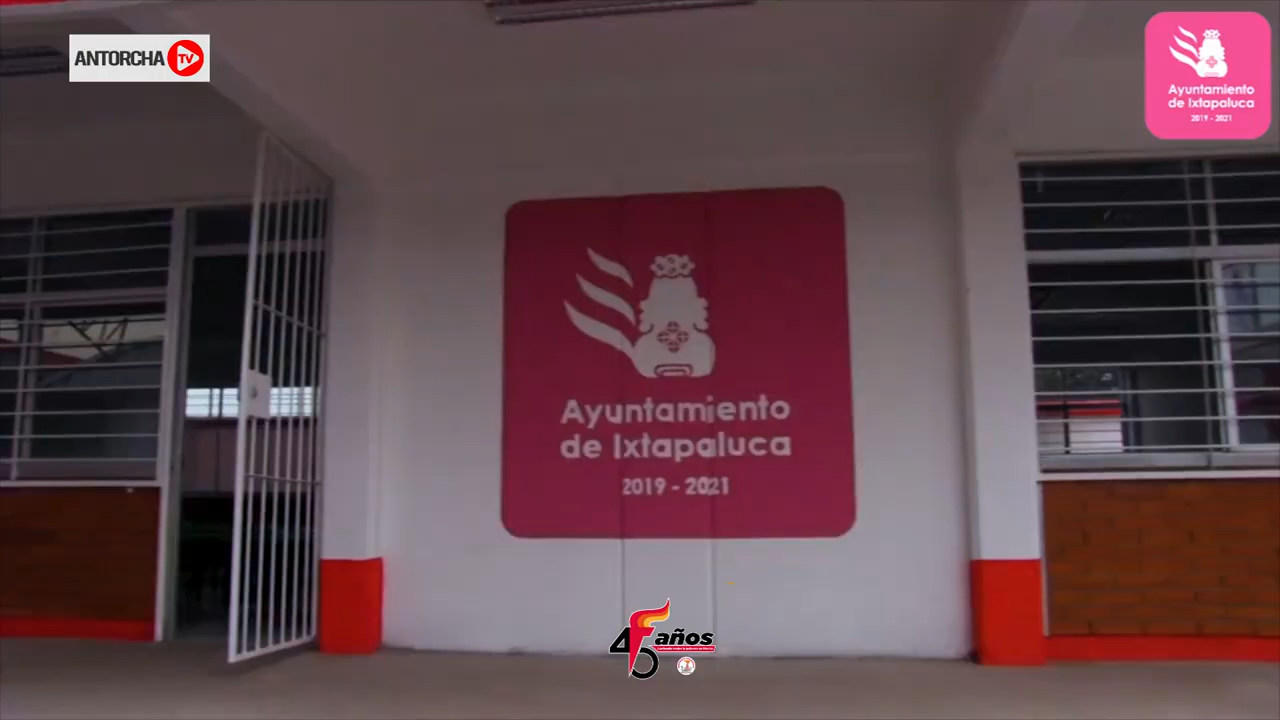 ANTORCHA TV
Ayuntamiento
de Ixtapaluca
2019 - 2021
Ayuntamiento
de Ixtapaluca
2019 - 2021
45 años